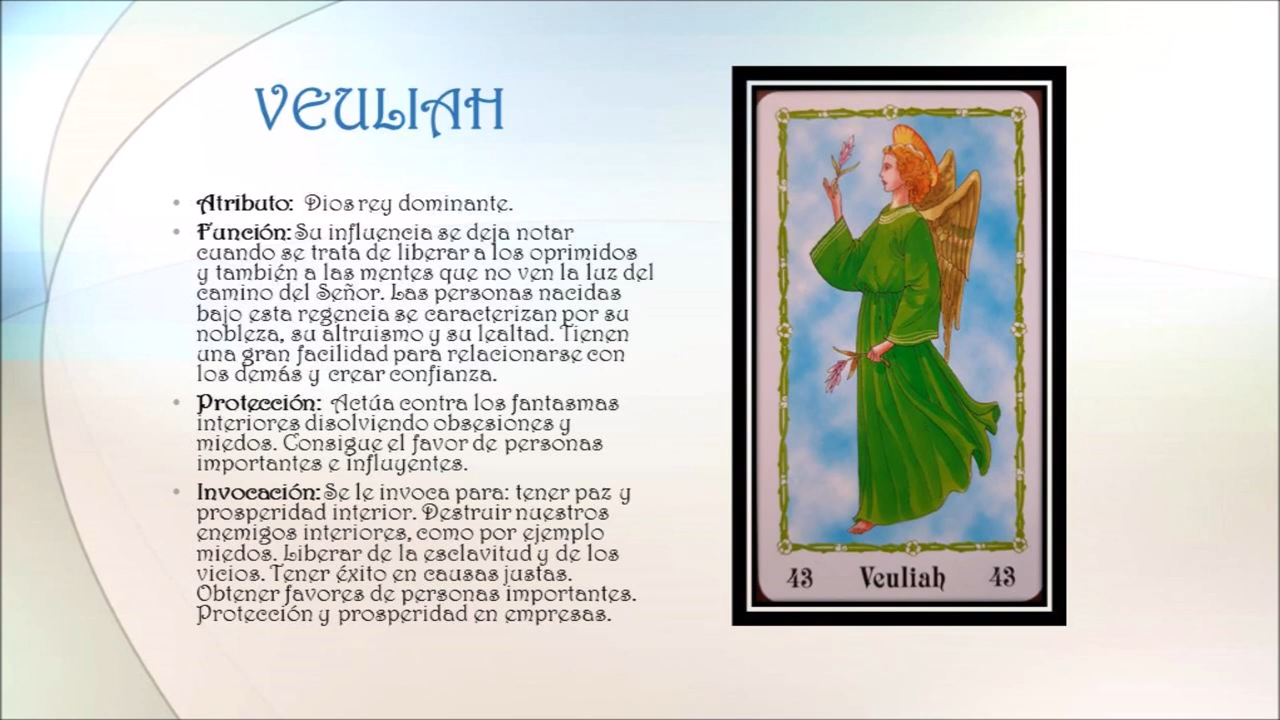 VEULIAH
• Atributo: Dios rey dominante.
• Función: Su influencia se deja notar
cuando se trata de liberar a los oprimidos
y también a las mentes que no ven la luz del
camino del Señor. Las personas nacidas
bajo esta regencia se caracterizan por su
nobleza, su altruismo y su lealtad. Tienen
una gran facilidad para relacionarse con
los demás y crear confianza.
• Protección: Actúa contra los fantasmas
interiores disolviendo obsesiones y
miedos. Consigue el favor de personas
importantes e influyentes.
• Invocación: Se le invoca para: tener paz y
prosperidad interior. Destruir nuestros
enemigos interiores, como por ejemplo
miedos. Liberar de la esclavitud y de los
vicios. Tener éxito en causas justas.
Obtener favores de personas importantes.
Protección y prosperidad en empresas.
43 Veuliah 43